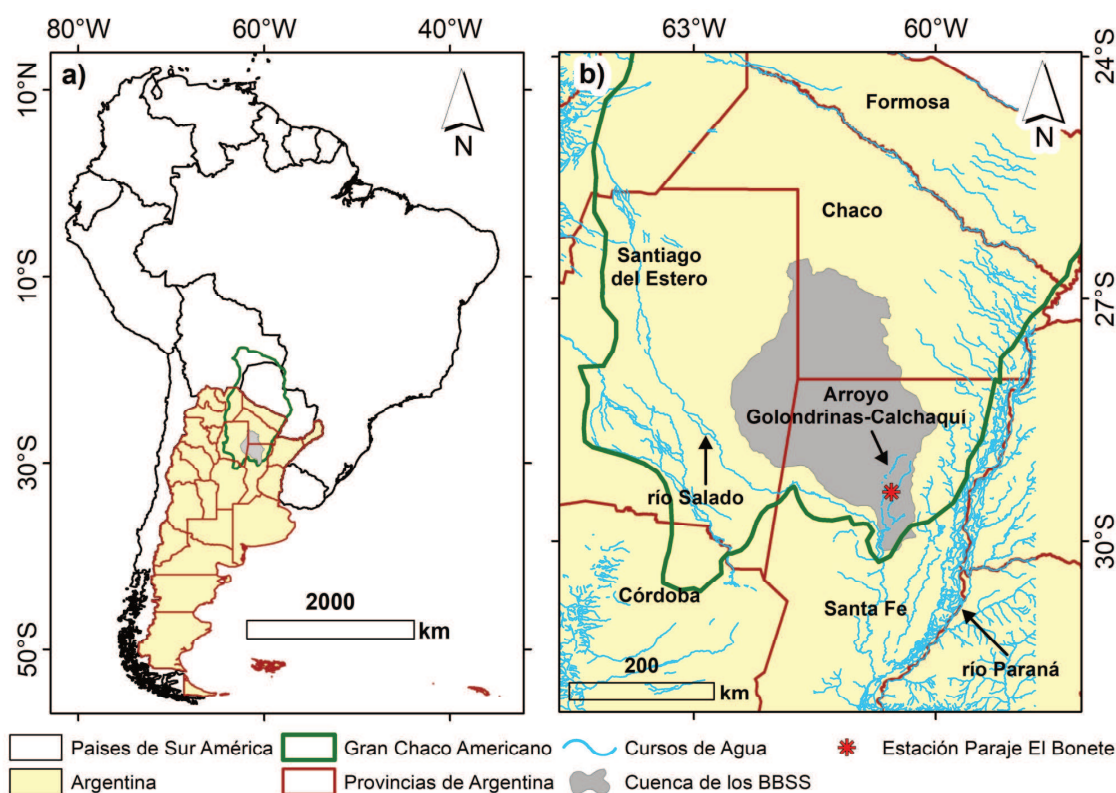 80°W 60°W 40°W
a)
10°N
10°S
30°S
50°S
N
2000
km
63°W 60°W
b)
24°S
27°S
30°S
N
Formosa
Chaco
Santiago
del Estero
Arroyo
Golondrinas-Calchaquí
río Salado
Córdoba
Santa Fe
río Paraná
200
km
Paises de Sur América
Gran Chaco Americano
Cursos de Agua
Estación Paraje El Bonete
Argentina
Provincias de Argentina
Cuenca de los BBSS